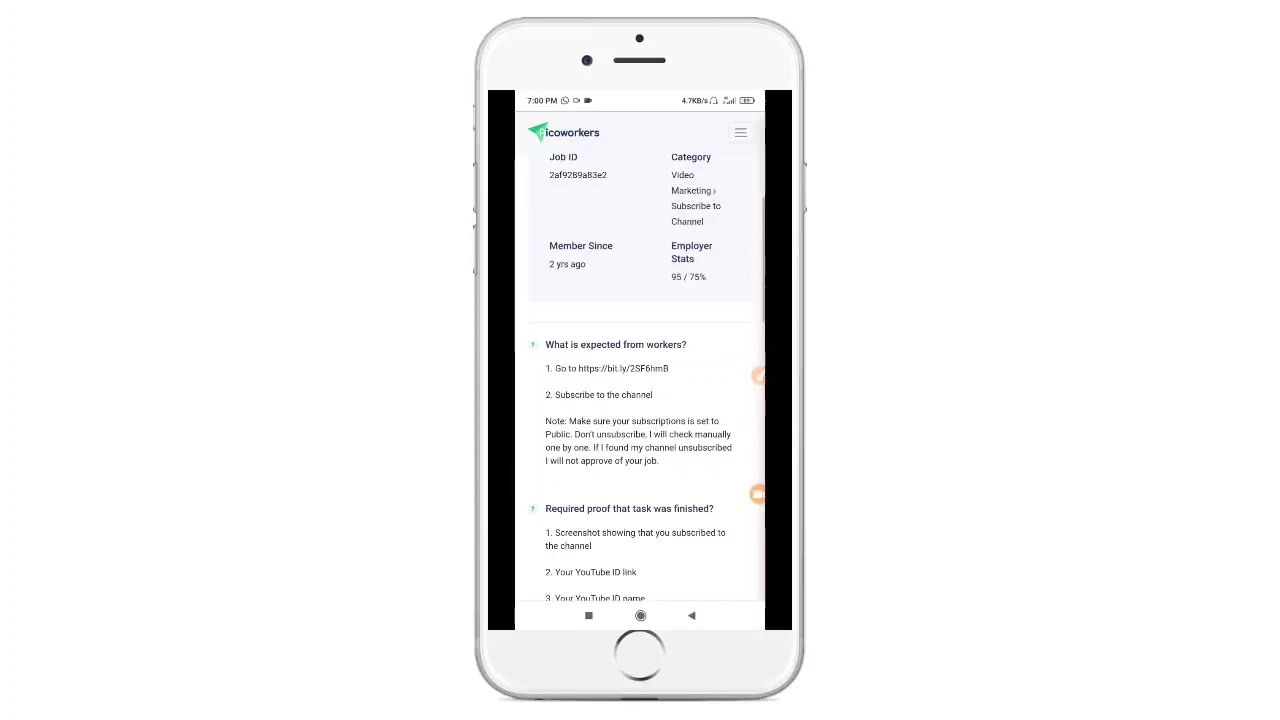 7:00 PM
4.7KB/s
icoworkers
Job ID
Category
2af9289a83e2
Video
Marketing
Subscribe to
Channel
Member Since
Employer
Stats
2 yrs ago
95 / 75%
What is expected from workers?
1. Go to https://bit.ly/2SF6hmB
2. Subscribe to the channel
Note: Make sure your subscriptions is set to
Public. Don't unsubscribe, I will check manually
one by one. If I found my channel unsubscribed
I will not approve of your job.
Required proof that task was finished?
1. Screenshot showing that you subscribed to
the channel
2. Your YouTube ID link
3. Your YouTube ID name